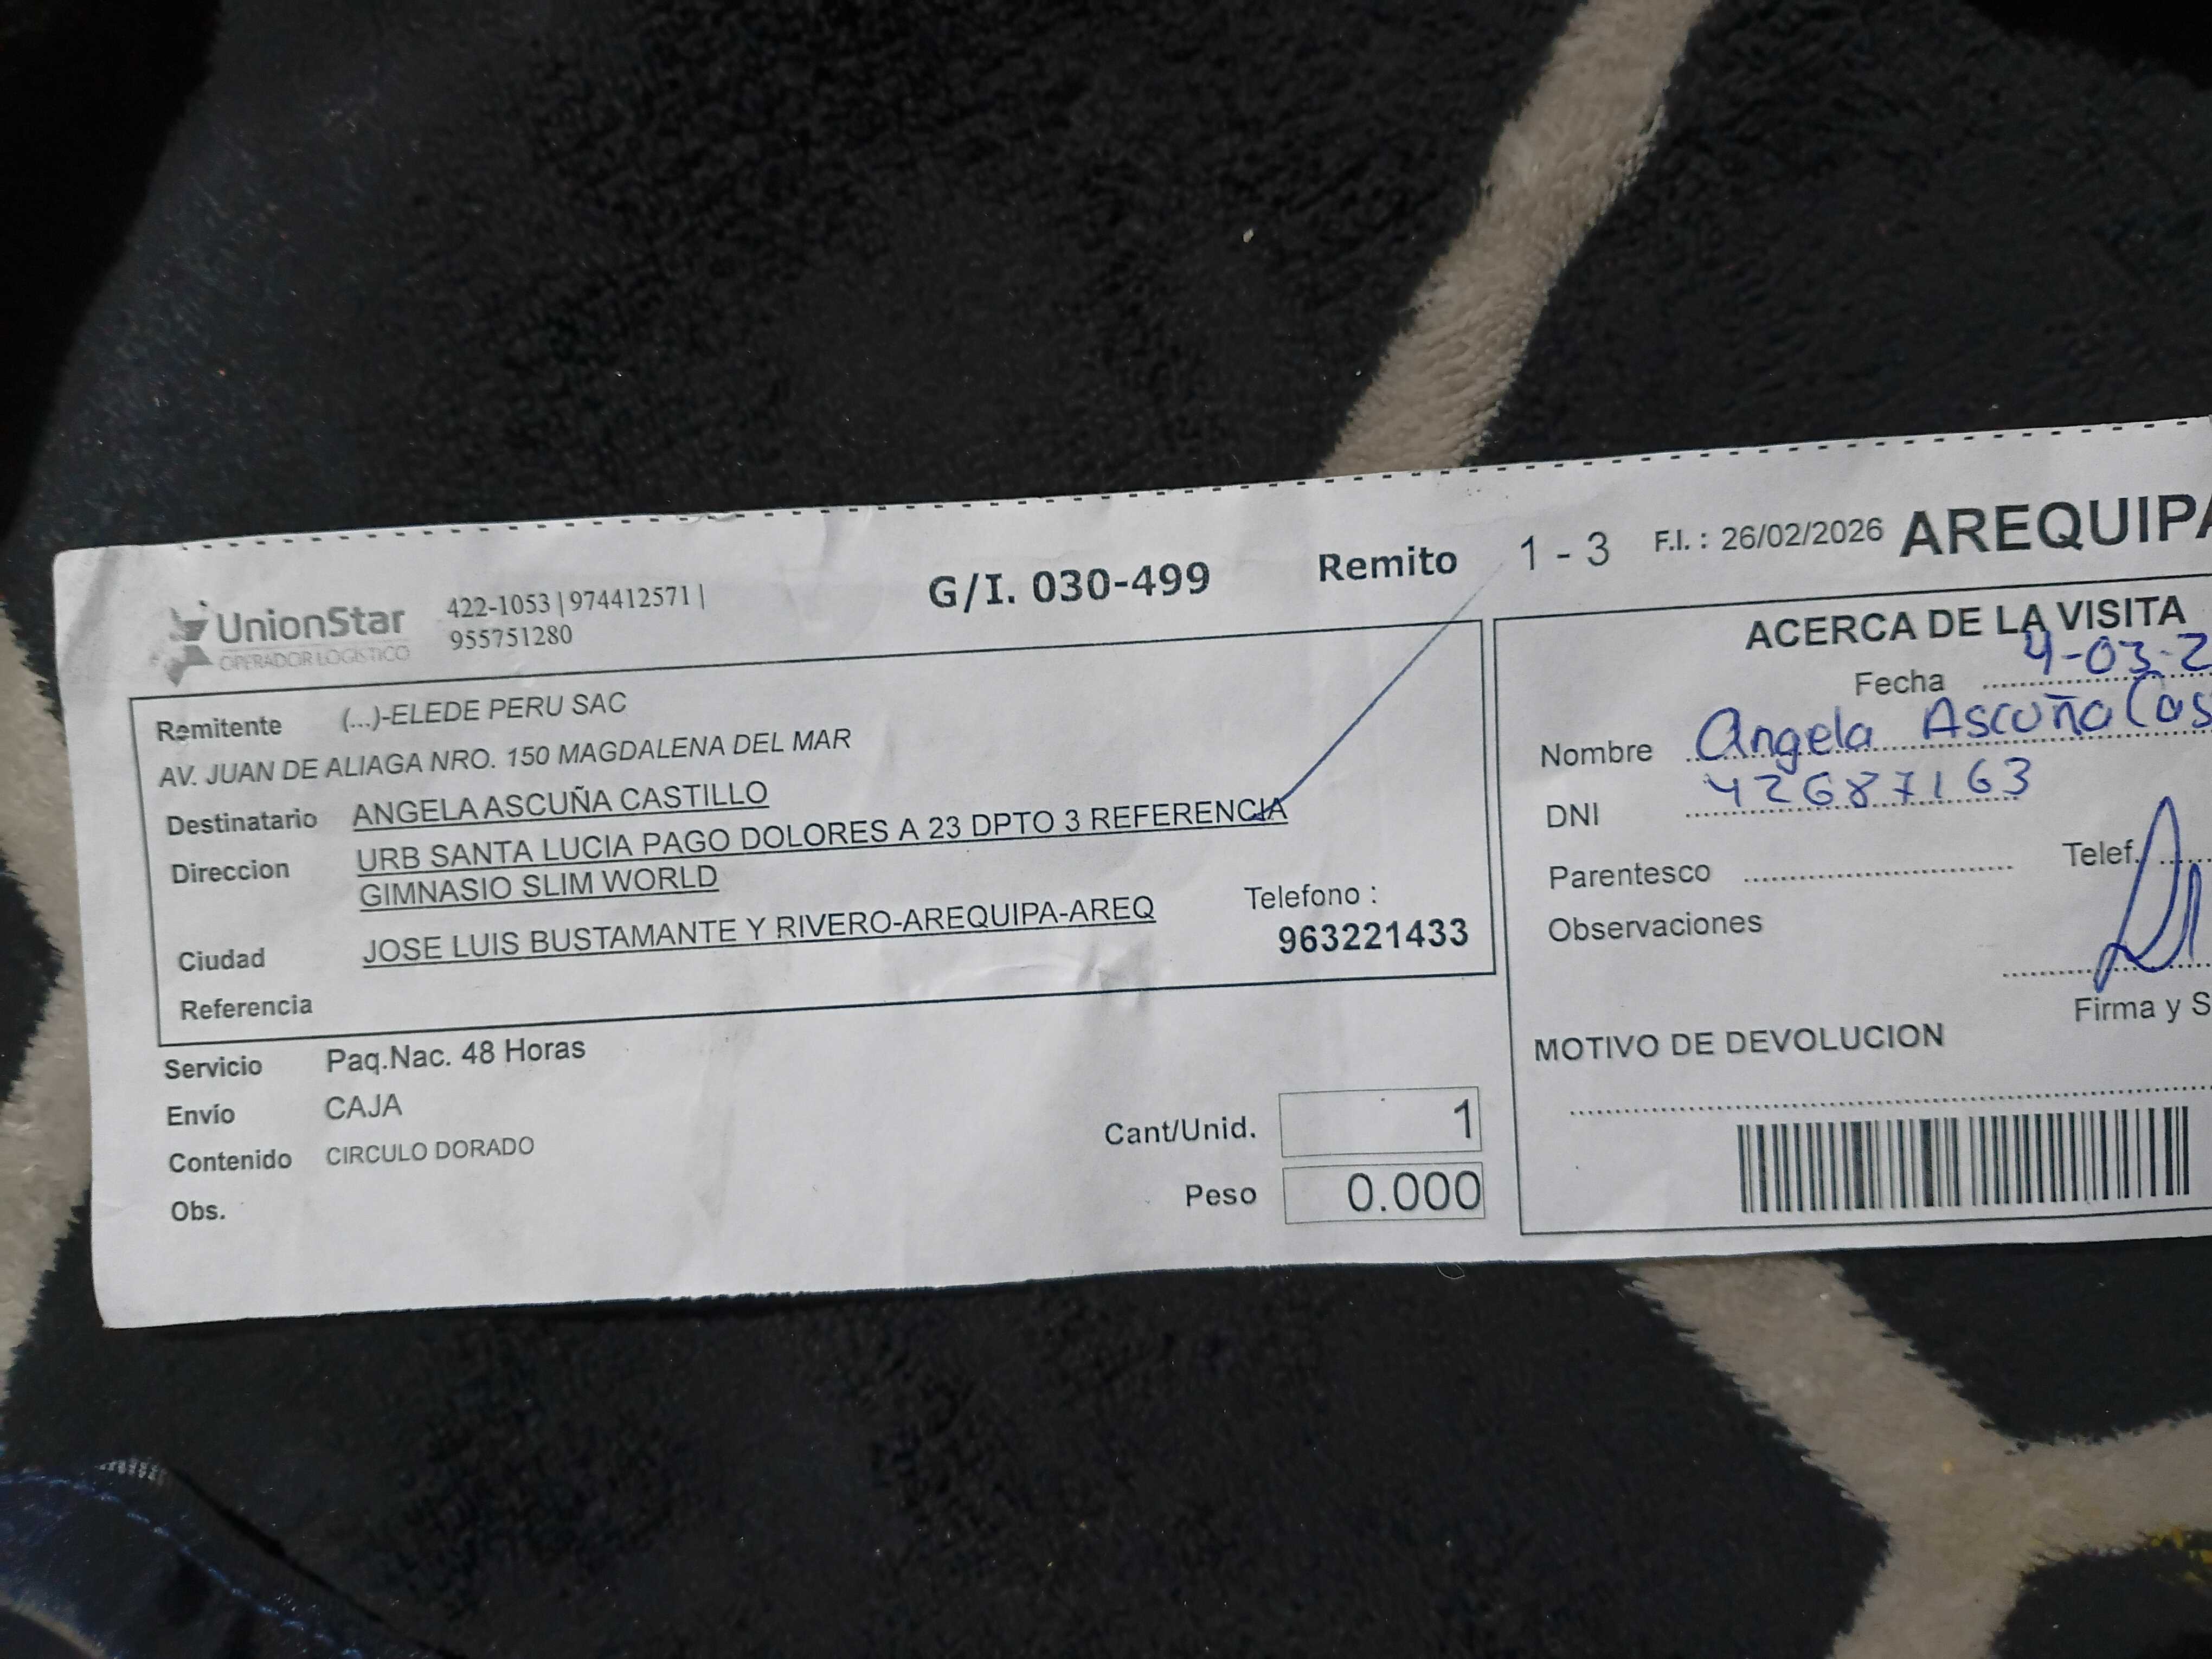 UnionStar
OPERADOR LOGÍSTICO
422-1053 | 974412571 |
955751280
G/I. 030-499
Remito 1 - 3 F.I. : 26/02/2026 AREQUIPA
Remitente (...)-ELEDE PERU SAC
AV. JUAN DE ALIAGA NRO. 150 MAGDALENA DEL MAR
Destinatario ANGELA ASCUÑA CASTILLO
Direccion URB SANTA LUCIA PAGO DOLORES A 23 DPTO 3 REFERENCIA
GIMNASIO SLIM WORLD
Ciudad JOSE LUIS BUSTAMANTE Y RIVERO-AREQUIPA-AREQ
Telefono :
963221433
Referencia
Servicio Paq.Nac. 48 Horas
Envío CAJA
Contenido CIRCULO DORADO
Obs.
Cant/Unid. 1
Peso 0.000
ACERCA DE LA VISITA
Fecha 4-03-2
Nombre Angela Ascuña Cas
DNI 42687163
Parentesco Telef.
Observaciones
Firma y S
MOTIVO DE DEVOLUCION